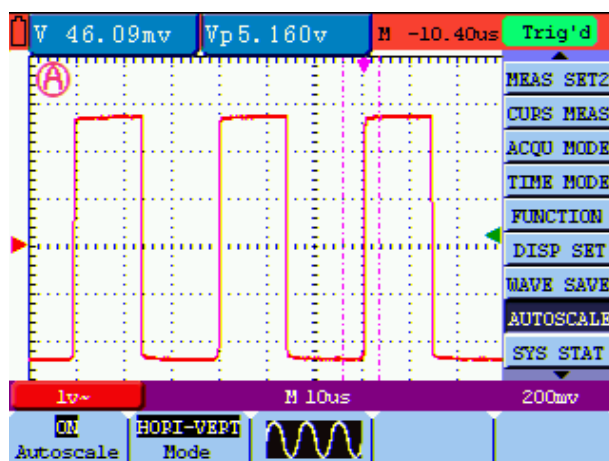 V 46.09mv
Vp5.160v
M -10.40us
Trig'd
A
MEAS SET2
CURS MEAS
ACQU MODE
TIME MODE
FUNCTION
DISP SET
WAVE SAVE
AUTOSCALE
SYS STAT
1v~
M 10us
200mv
ON
Autoscale
HORI-VERT
Mode